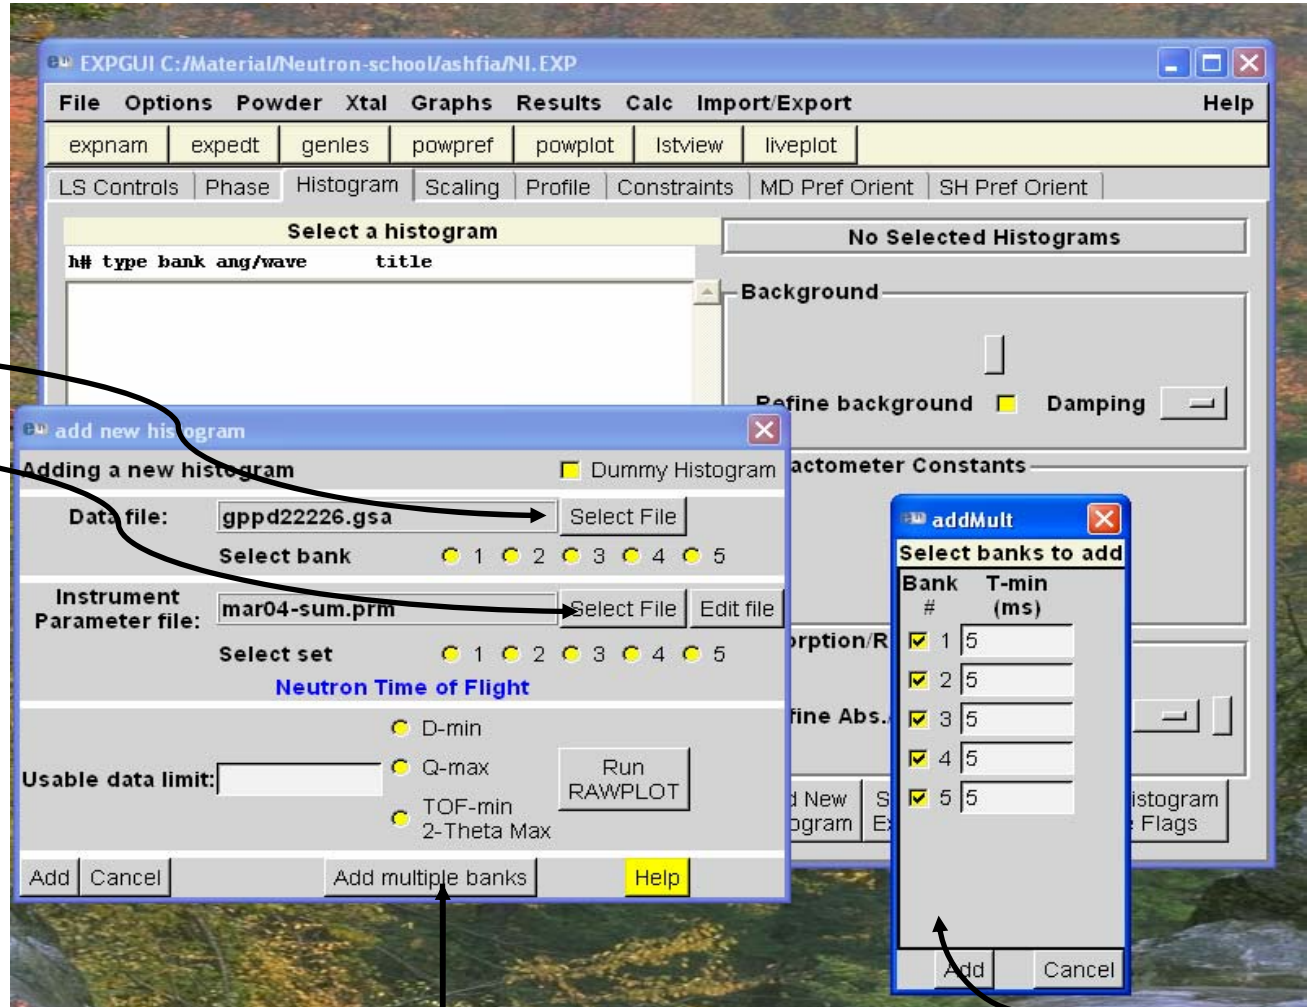 EXPGUI C:/Material/Neutron-school/ashfia/NI.EXP
File Options Powder Xtal Graphs Results Calc Import/Export Help
expnam expedt genles powpref powplot lstview liveplot
LS Controls Phase Histogram Scaling Profile Constraints MD Pref Orient SH Pref Orient
Select a histogram
h# type bank ang/wave title
No Selected Histograms
Background
Refine background Damping
actometer Constants
orption/R
fine Abs.
d New
ogram
S
E
istogram
Flags
add new histogram
Adding a new histogram Dummy Histogram
Data file: gppd22226.gsa Select File
Select bank 1 2 3 4 5
Instrument
Parameter file: mar04-sum.prm Select File Edit file
Select set 1 2 3 4 5
Neutron Time of Flight
D-min
Usable data limit: Q-max Run
RAWPLOT
TOF-min
2-Theta Max
Add Cancel Add multiple banks Help
addMult
Select banks to add
Bank T-min
# (ms)
1 5
2 5
3 5
4 5
5 5
Add Cancel